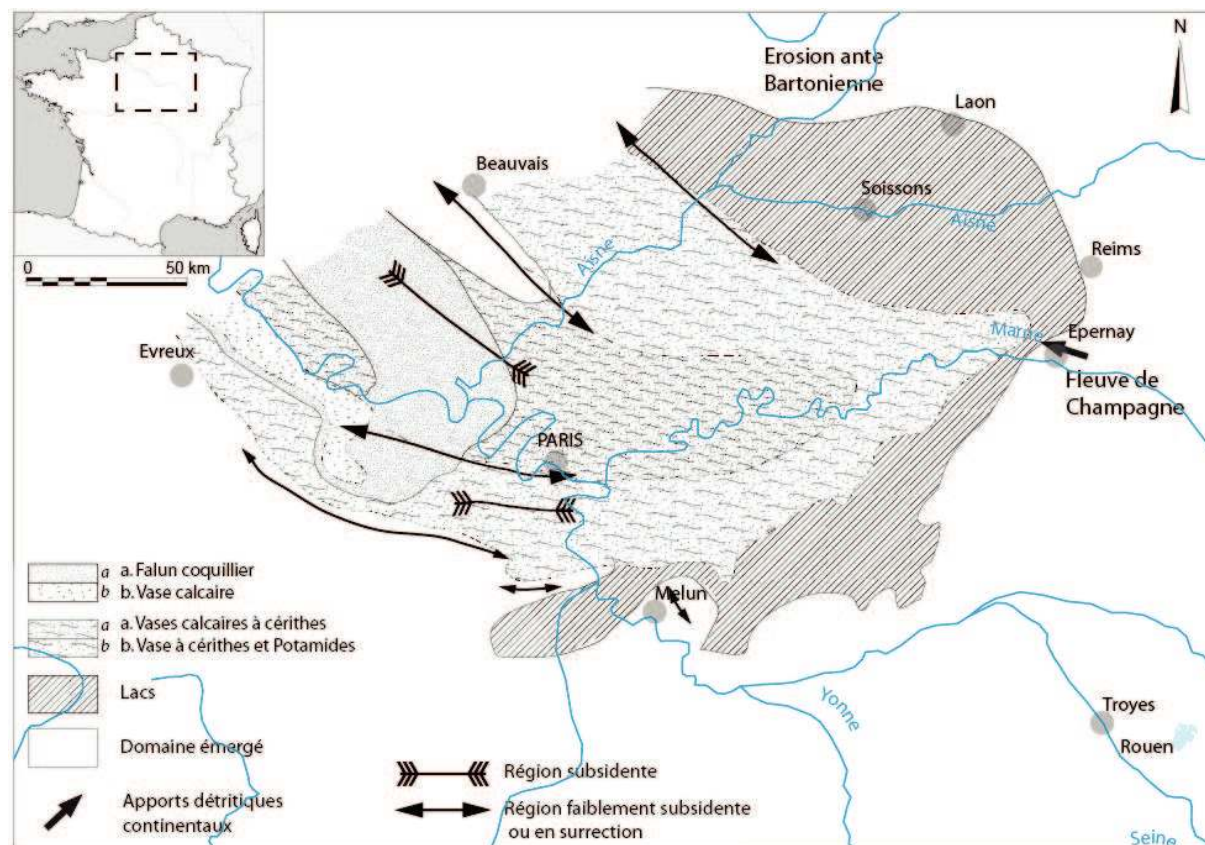 N
0 50 km
Erosion ante
Bartonienne
Laon
Beauvais
Soissons
Aisne
Aisne
Reims
Marne
Epernay
Fleuve de
Champagne
Evreux
PARIS
Melun
Yonne
Troyes
Rouen
Seine
a a. Falun coquillier
b b. Vase calcaire
a a. Vases calcaires à cérithes
b b. Vase à cérithes et Potamides
Lacs
Domaine émergé
Apports détritiques
continentaux
Région subsidente
Région faiblement subsidente
ou en surrection